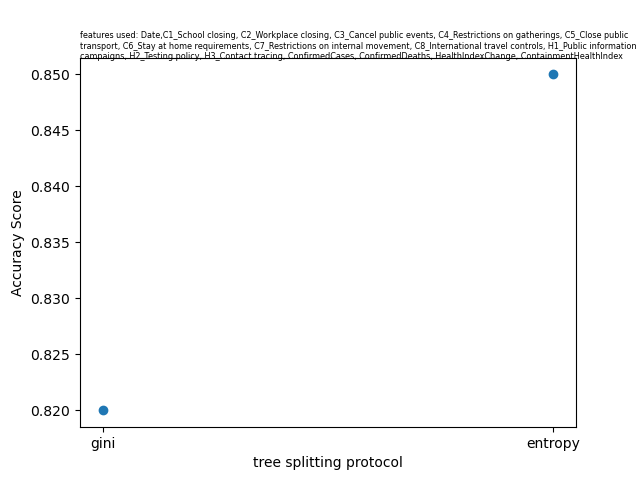 features used: Date,C1_School closing, C2_Workplace closing, C3_Cancel public events, C4_Restrictions on gatherings, C5_Close public
transport, C6_Stay at home requirements, C7_Restrictions on internal movement, C8_International travel controls, H1_Public information
campaigns, H2_Testing policy, H3_Contact tracing, ConfirmedCases, ConfirmedDeaths, HealthIndexChange, ContainmentHealthIndex
0.850
0.845
0.840
0.835
0.830
0.825
0.820
Accuracy Score
gini
entropy
tree splitting protocol